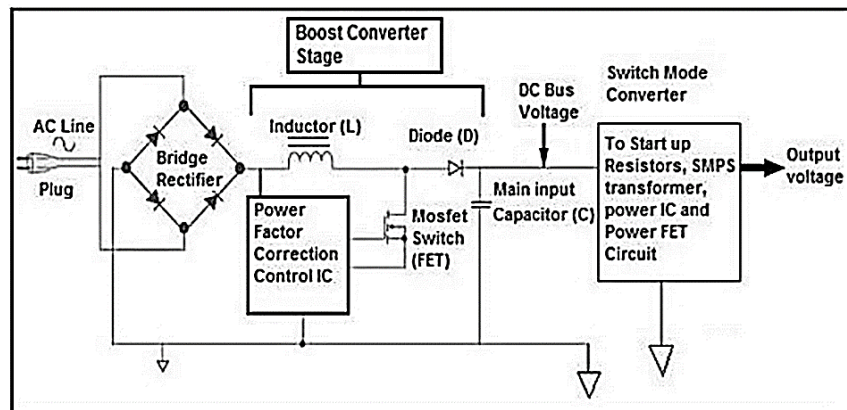 Boost Converter
Stage
Switch Mode
Converter
DC Bus
Voltage
AC Line
Plug
Bridge
Rectifier
Inductor (L)
Diode (D)
Power
Factor
Correction
Control IC
Mosfet
Switch
(FET)
Main input
Capacitor (C)
To Start up
Resistors, SMPS
transformer,
power IC and
Power FET
Circuit
Output
voltage